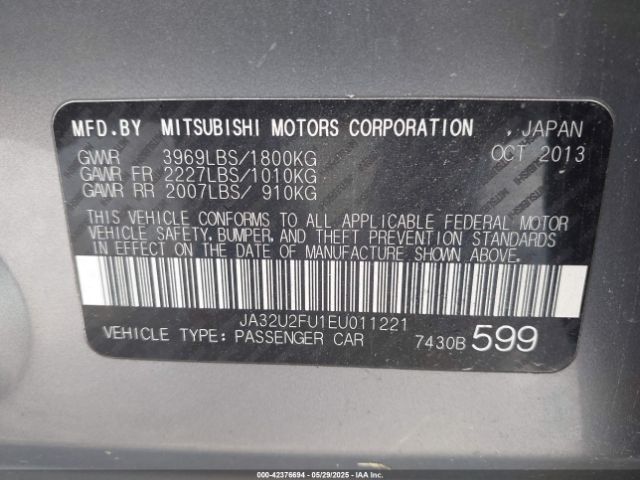 MFD.BY MITSUBISHI MOTORS CORPORATION , JAPAN
GVWR 3969LBS/1800KG OCT 2013
GAWR FR 2227LBS/1010KG
GAWR RR 2007LBS/ 910KG
THIS VEHICLE CONFORMS TO ALL APPLICABLE FEDERAL MOTOR
VEHICLE SAFETY, BUMPER, AND THEFT PREVENTION STANDARDS
IN EFFECT ON THE DATE OF MANUFACTURE SHOWN ABOVE.
JA32U2FU1EU011221
VEHICLE TYPE: PASSENGER CAR 7430B 599
000-42376694 - 05/29/2025 - IAAI.COM